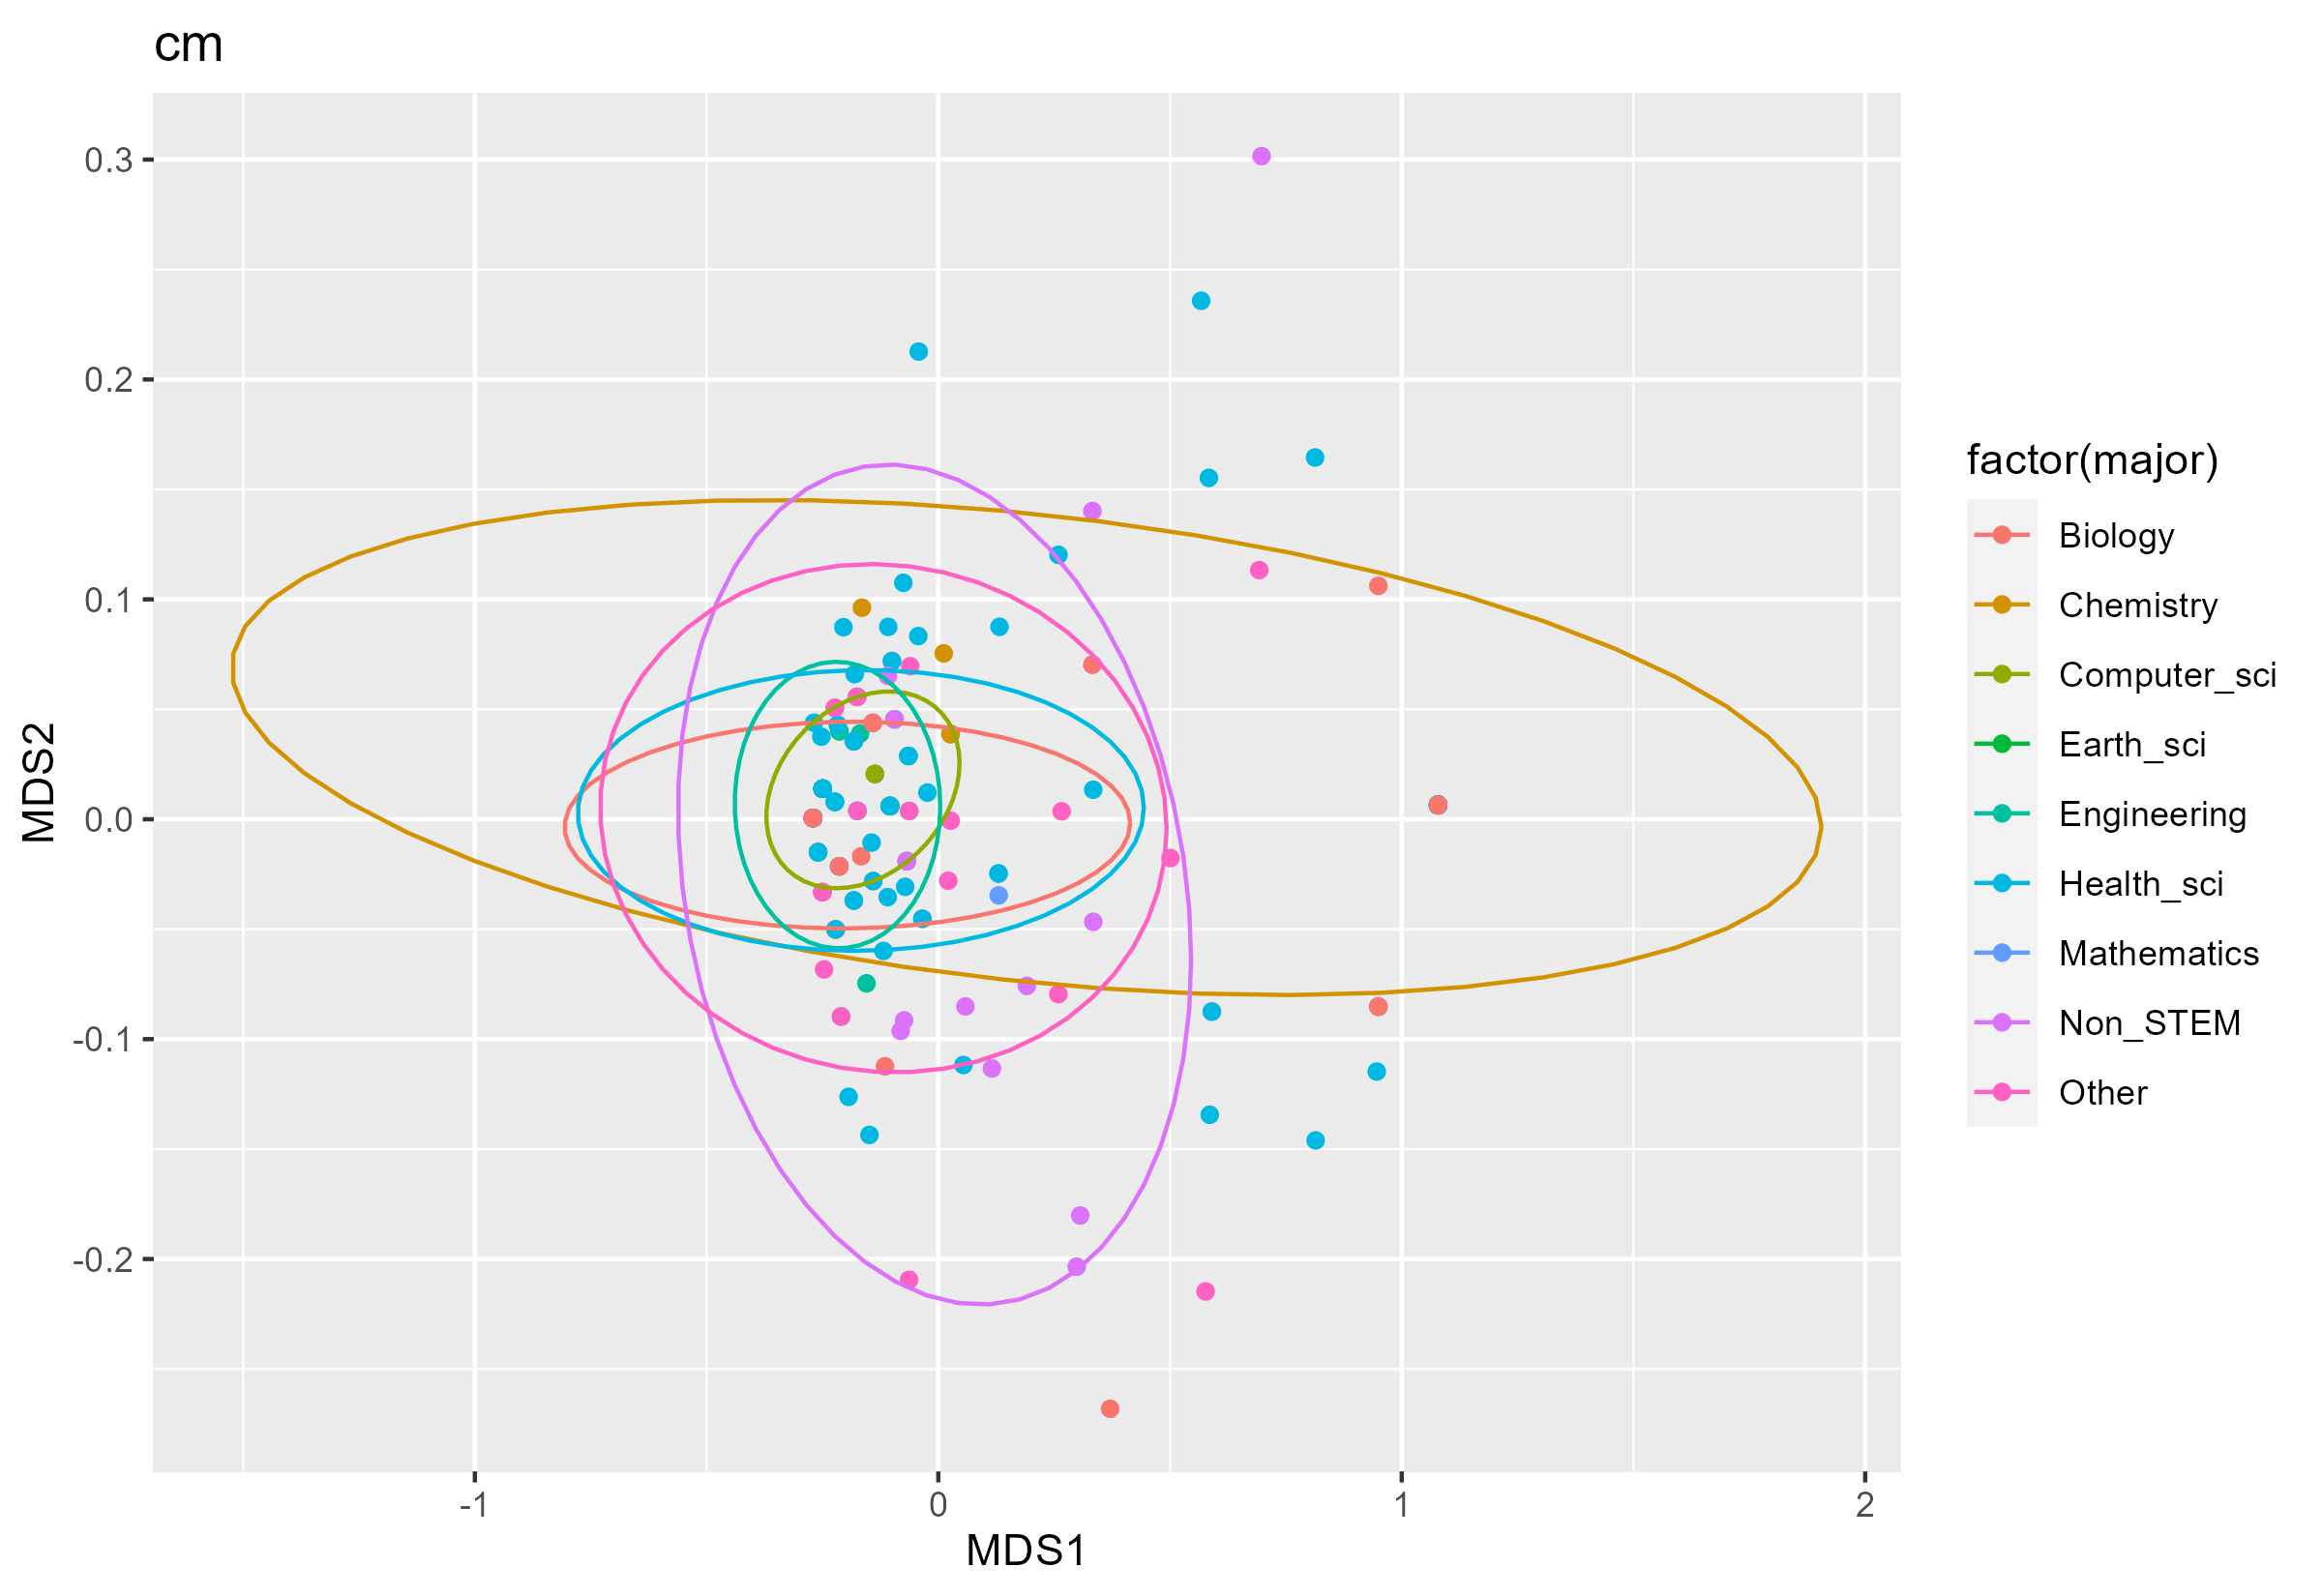 cm
0.3
0.2
0.1
0.0
-0.1
-0.2
MDS2
-1 0 1 2
MDS1
factor(major)
Biology
Chemistry
Computer_sci
Earth_sci
Engineering
Health_sci
Mathematics
Non_STEM
Other